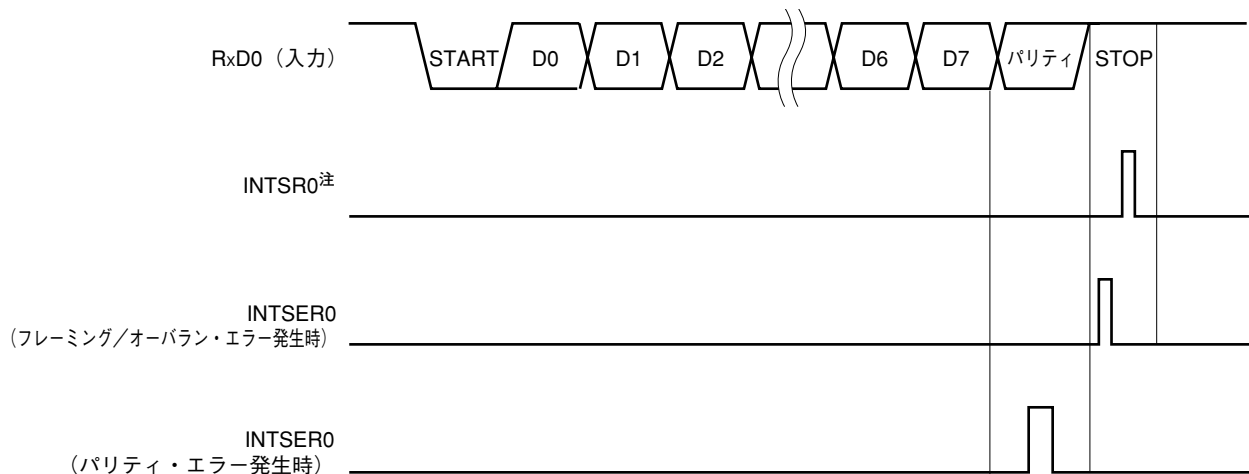 RxD0（入力） START D0 D1 D2 D6 D7 パリティ STOP
INTSR0注
INTSER0
（フレーミング／オーバラン・エラー発生時）
INTSER0
（パリティ・エラー発生時）